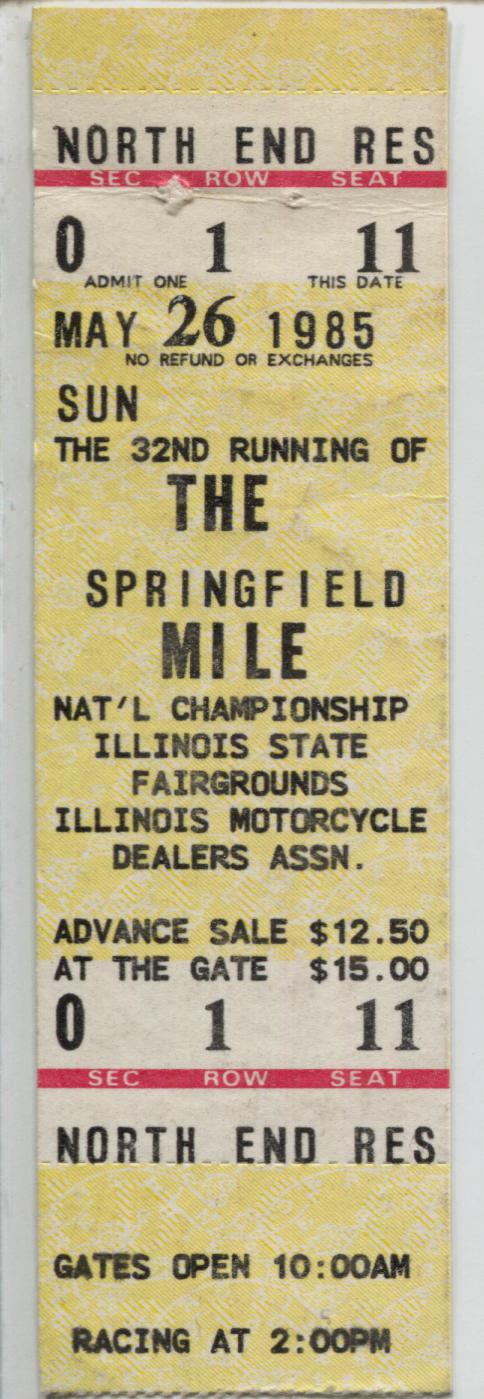 NORTH END RES
SEC ROW SEAT
0 1 11
ADMIT ONE THIS DATE
MAY 26 1985
NO REFUND OR EXCHANGES
SUN
THE 32ND RUNNING OF
THE
SPRINGFIELD
MILE
NAT'L CHAMPIONSHIP
ILLINOIS STATE
FAIRGROUNDS
ILLINOIS MOTORCYCLE
DEALERS ASSN.
ADVANCE SALE $12.50
AT THE GATE $15.00
0 1 11
SEC ROW SEAT
NORTH END RES
GATES OPEN 10:00AM
RACING AT 2:00PM